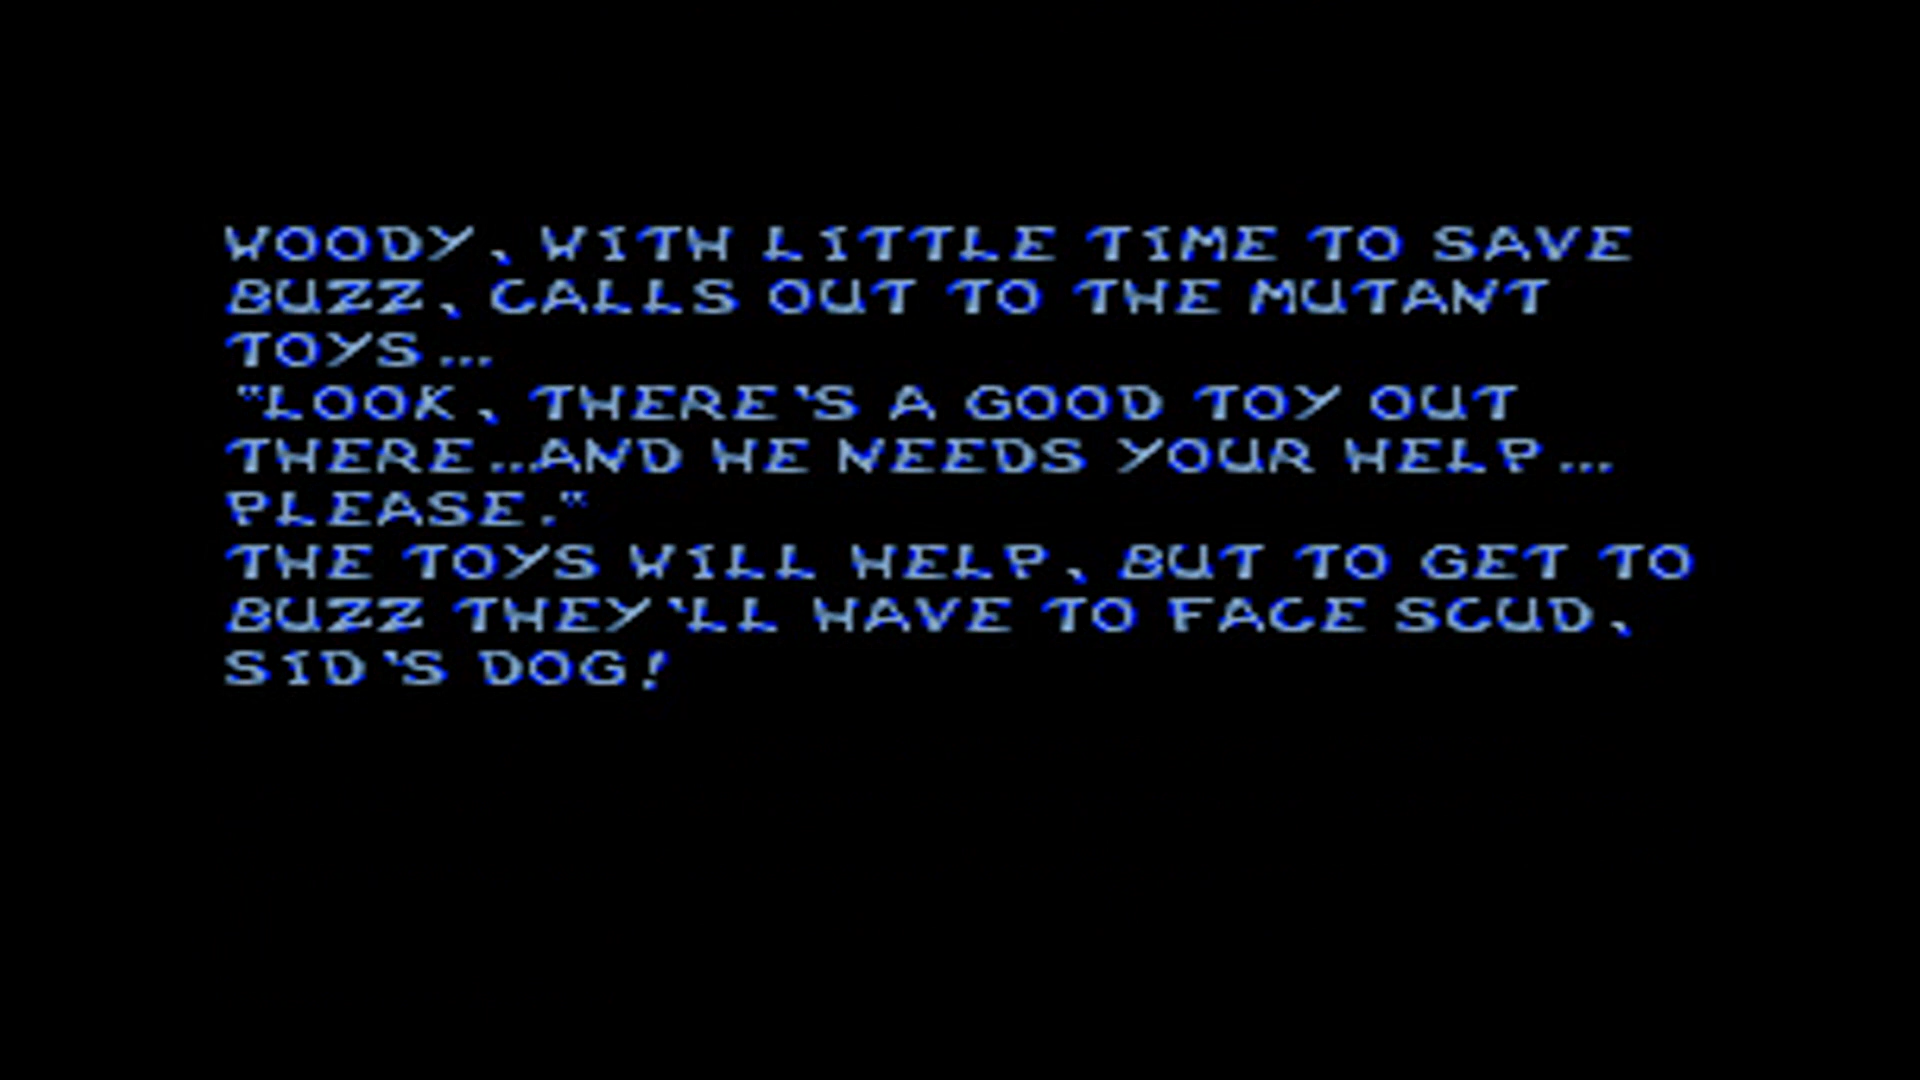 WOODY, WITH LITTLE TIME TO SAVE
BUZZ, CALLS OUT TO THE MUTANT
TOYS...
"LOOK, THERE'S A GOOD TOY OUT
THERE...AND HE NEEDS YOUR HELP...
PLEASE."
THE TOYS WILL HELP, BUT TO GET TO
BUZZ THEY'LL HAVE TO FACE SCUD,
SID'S DOG!